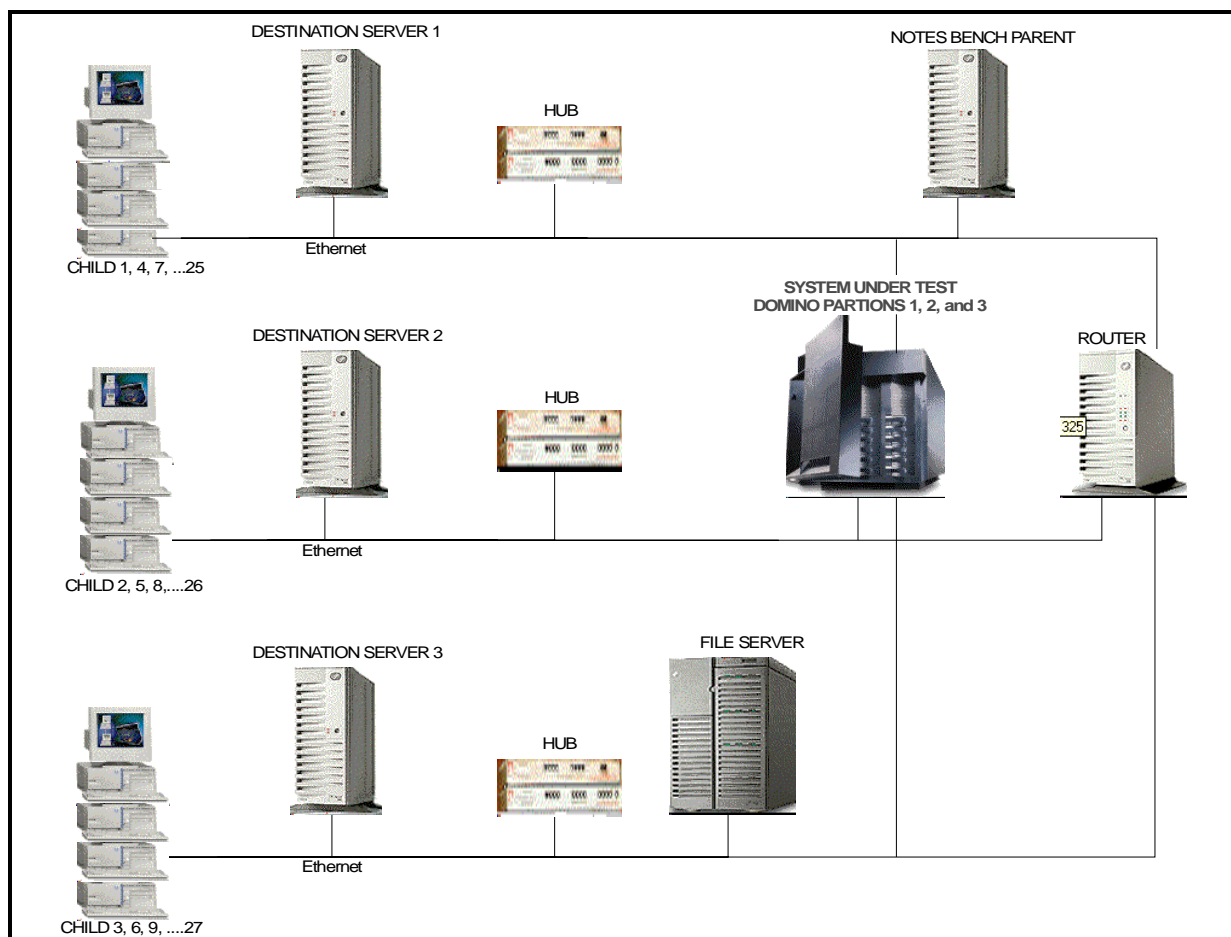 DESTINATION SERVER 1
NOTES BENCH PARENT
HUB
Ethernet
CHILD 1, 4, 7, ...25
SYSTEM UNDER TEST
DOMINO PARTIONS 1, 2, and 3
DESTINATION SERVER 2
ROUTER
HUB
325
Ethernet
CHILD 2, 5, 8,....26
DESTINATION SERVER 3
FILE SERVER
HUB
Ethernet
CHILD 3, 6, 9, ....27